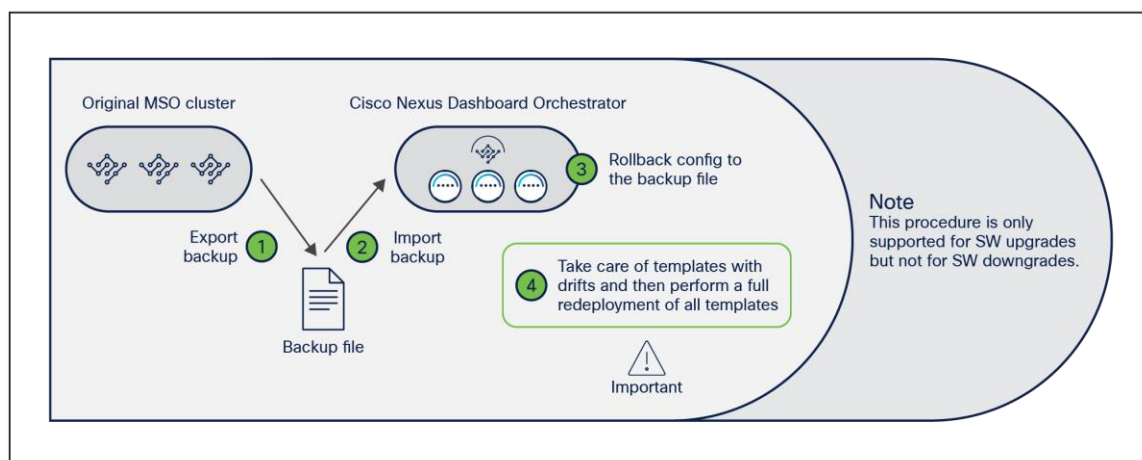 Original MSO cluster
Cisco Nexus Dashboard Orchestrator
3
Rollback config to
the backup file
Export
backup
1
2
Import
backup
Backup file
4
Take care of templates with
drifts and then perform a full
redeployment of all templates
Important
Note
This procedure is only
supported for SW upgrades
but not for SW downgrades.